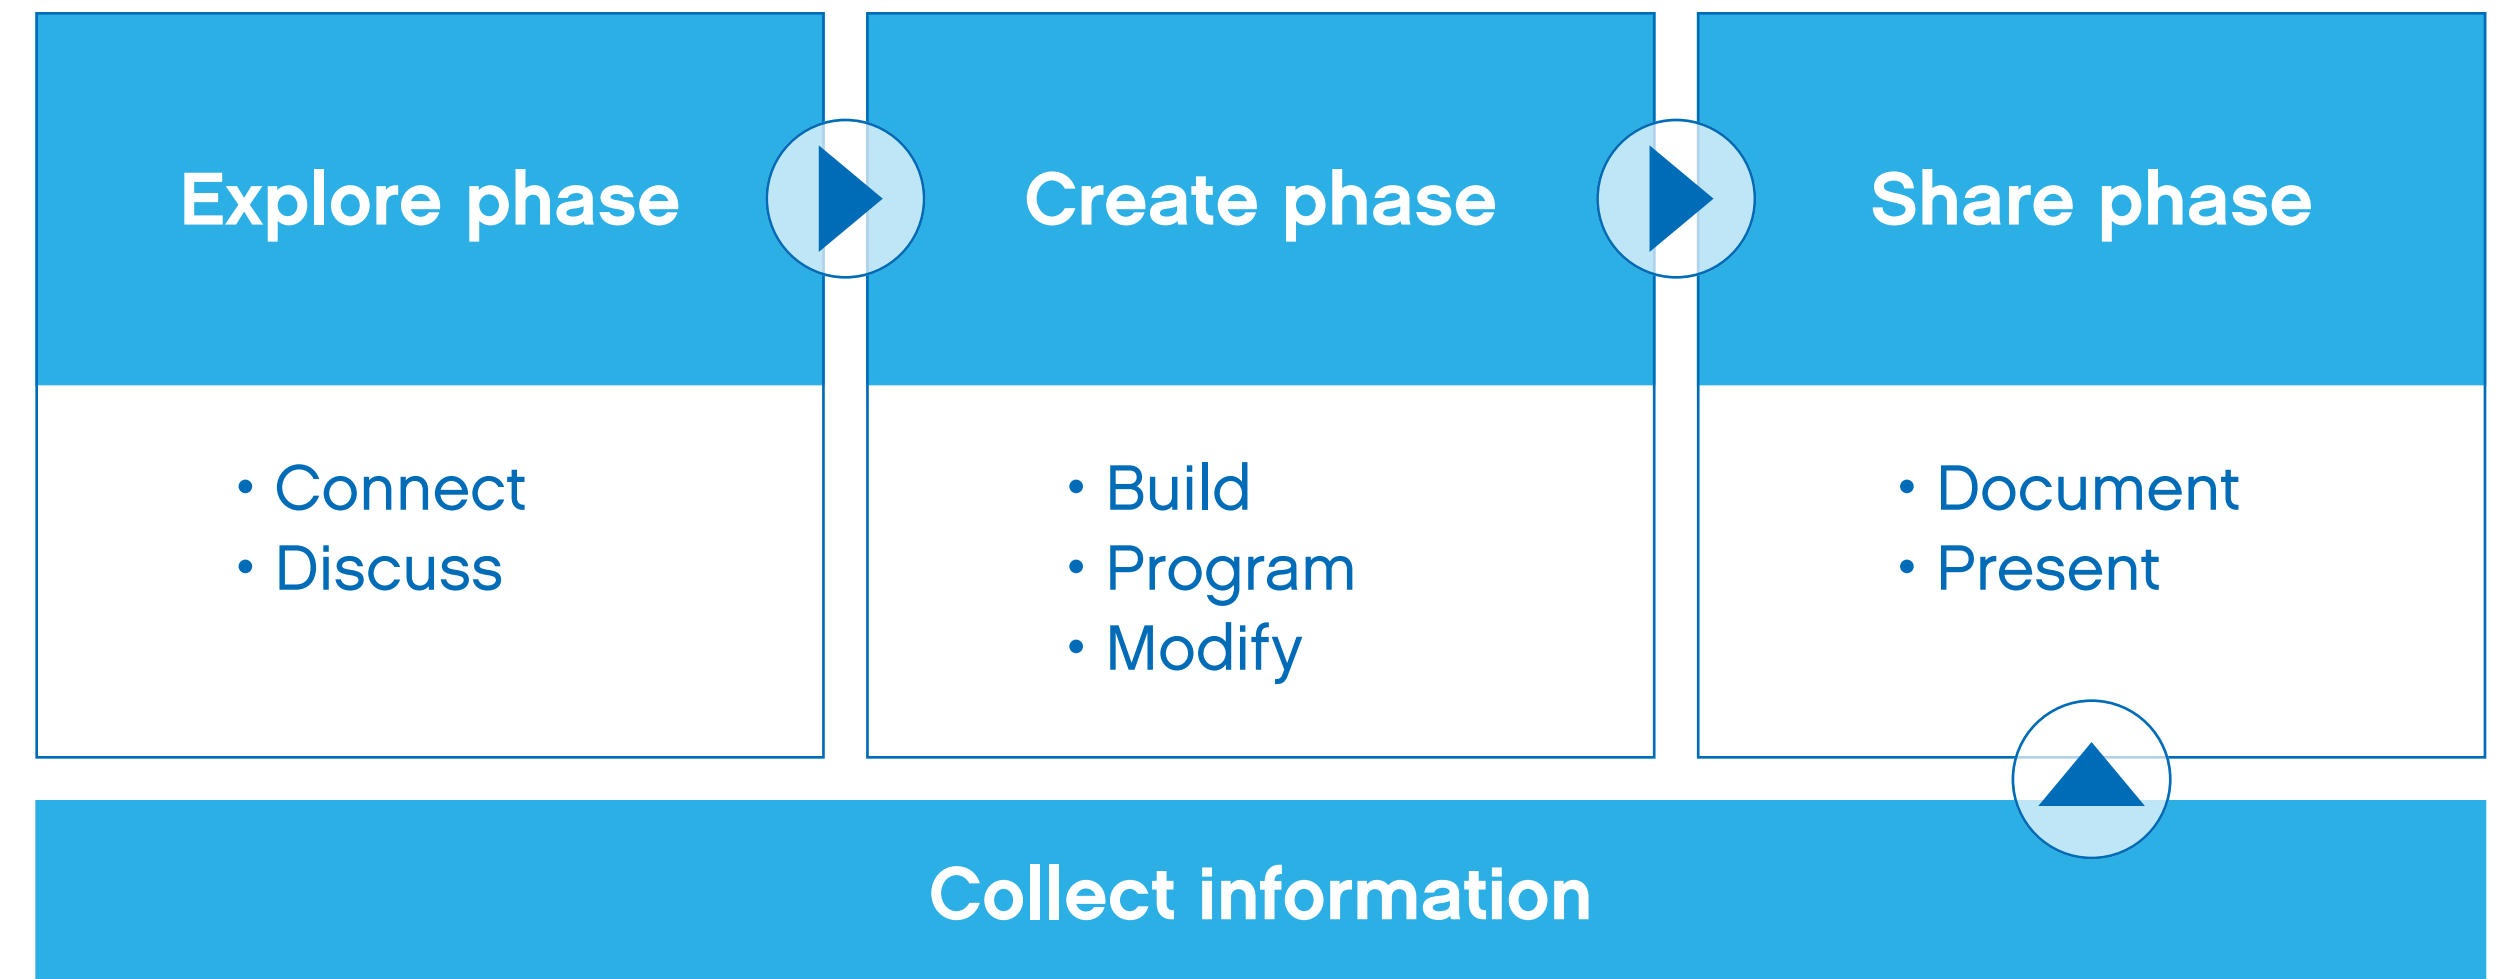 Explore phase
• Connect
• Discuss
Create phase
• Build
• Program
• Modify
Share phase
• Document
• Present
Collect information